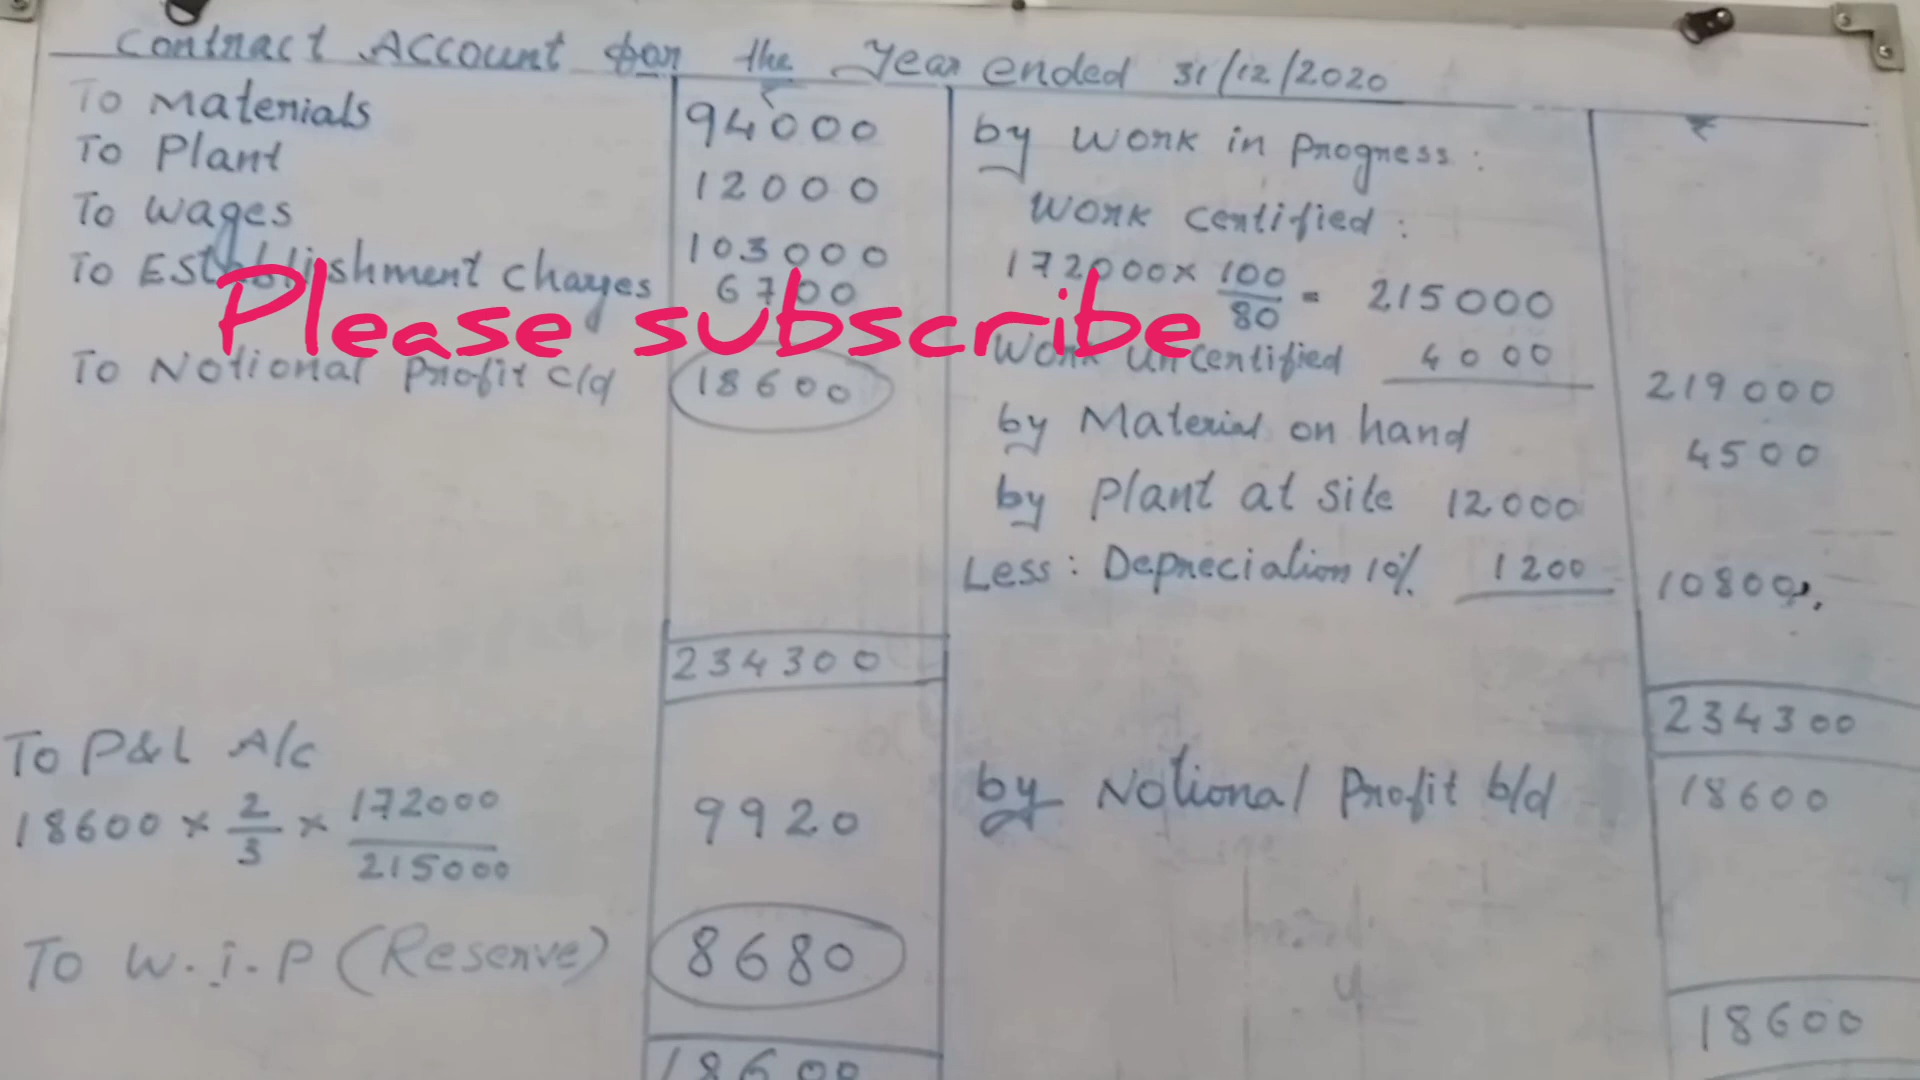 Contract Account for the Year ended 31/12/2020
₹ ₹
To Materials 94000
To Plant 12000
To Wages 103000
To Establishment charges 6700
To Notional Profit c/d 18600
234300
To P&L A/c
18600 × 2/3 × 172000/215000 9920
To W.i.P (Reserve) 8680
18600
by Work in Progress:
Work certified:
172000 × 100/80 = 215000
Work uncertified 4000 219000
by Material on hand 4500
by Plant at site 12000
Less: Depreciation 10% 1200 10800
234300
by Notional Profit b/d 18600
18600
Please subscribe